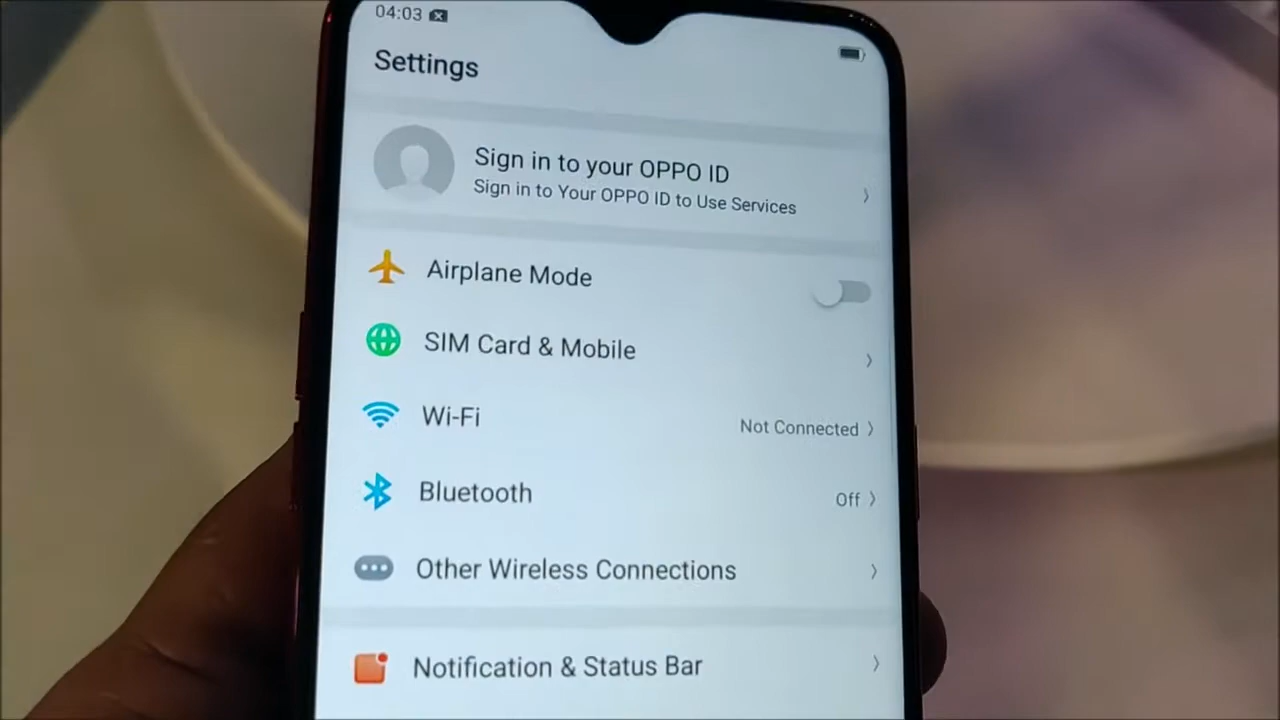 04:03
Settings
Sign in to your OPPO ID
Sign in to Your OPPO ID to Use Services
Airplane Mode
SIM Card & Mobile
Wi-Fi
Not Connected
Bluetooth
Off
Other Wireless Connections
Notification & Status Bar